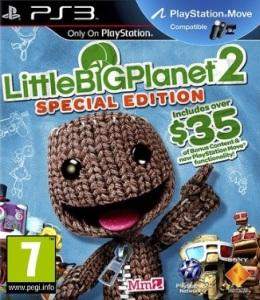 PS3
Only On PlayStation®
PlayStation®Move
Compatible
LittleBIGPlanet 2
SPECIAL EDITION
Includes over
$35
of Bonus Content &
new PlayStation®Move
functionality!
7
www.pegi.info
Mm
SONY